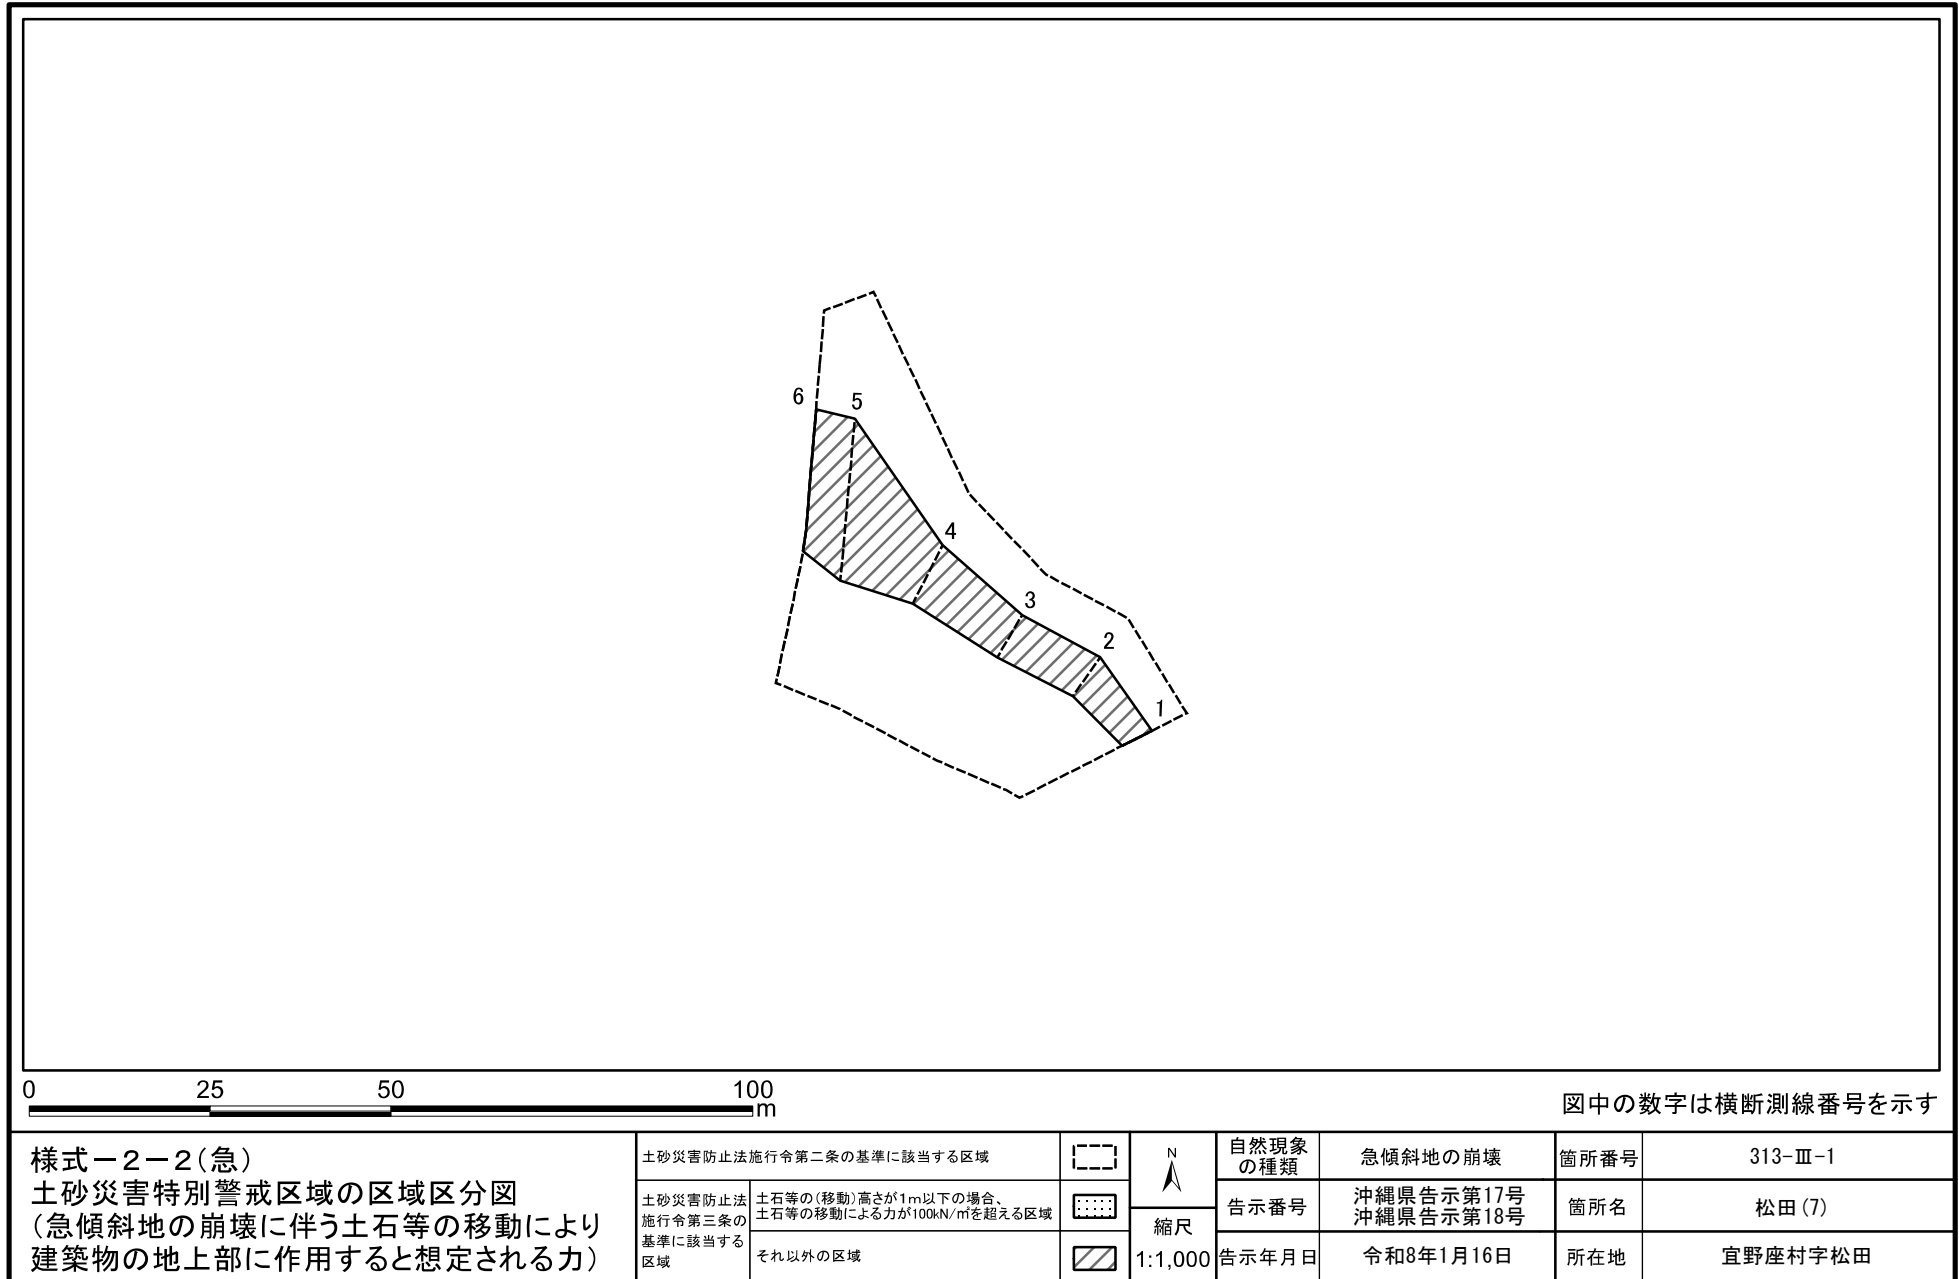 6
5
4
3
2
1
0 25 50 100
m
図中の数字は横断測線番号を示す
様式－２－２（急）
土砂災害特別警戒区域の区域区分図
（急傾斜地の崩壊に伴う土石等の移動により
建築物の地上部に作用すると想定される力）
土砂災害防止法施行令第二条の基準に該当する区域
土砂災害防止法
施行令第三条の
基準に該当する
区域
土石等の（移動）高さが1m以下の場合、
土石等の移動による力が100kN/㎡を超える区域
それ以外の区域
N
縮尺
1:1,000
自然現象
の種類
急傾斜地の崩壊
箇所番号
313-Ⅲ-1
告示番号
沖縄県告示第17号
沖縄県告示第18号
箇所名
松田（7）
告示年月日
令和8年1月16日
所在地
宜野座村字松田